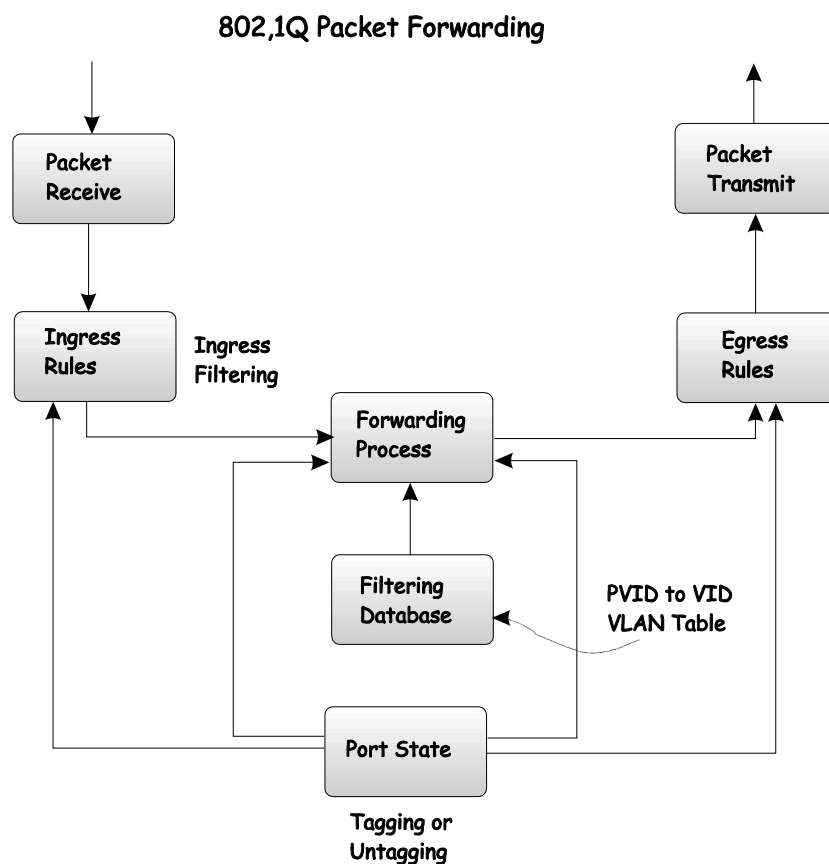 802,1Q Packet Forwarding
Packet
Receive
Packet
Transmit
Ingress
Rules
Ingress
Filtering
Egress
Rules
Forwarding
Process
Filtering
Database
PVID to VID
VLAN Table
Port State
Tagging or
Untagging